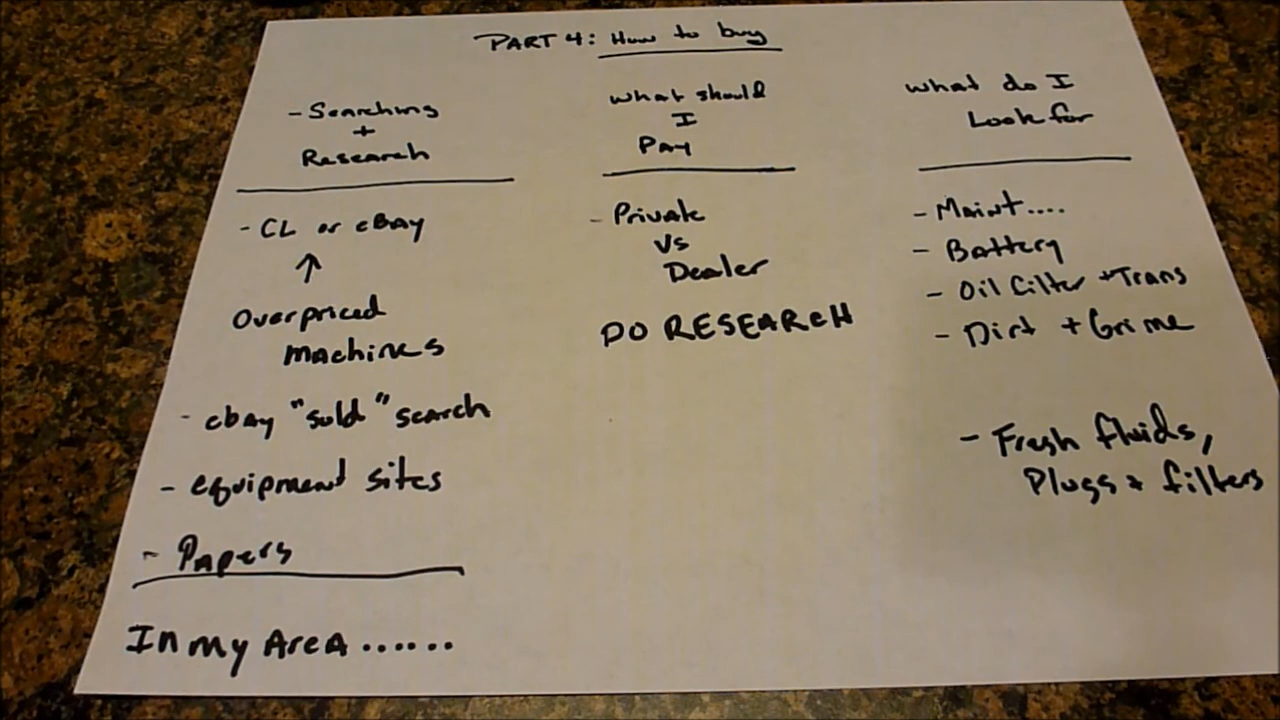 PART 4: How to buy
- Searching
+
Research
- CL or eBay
↑
Overpriced
machines
- ebay "sold" search
- equipment sites
- Papers
In my Area ......
what should
I
Pay
- Private
vs
Dealer
DO RESEARCH
what do I
Look for
- Maint....
- Battery
- Oil Cilter + Trans
- Dirt + Grime
- Fresh fluids,
Plugs + filters